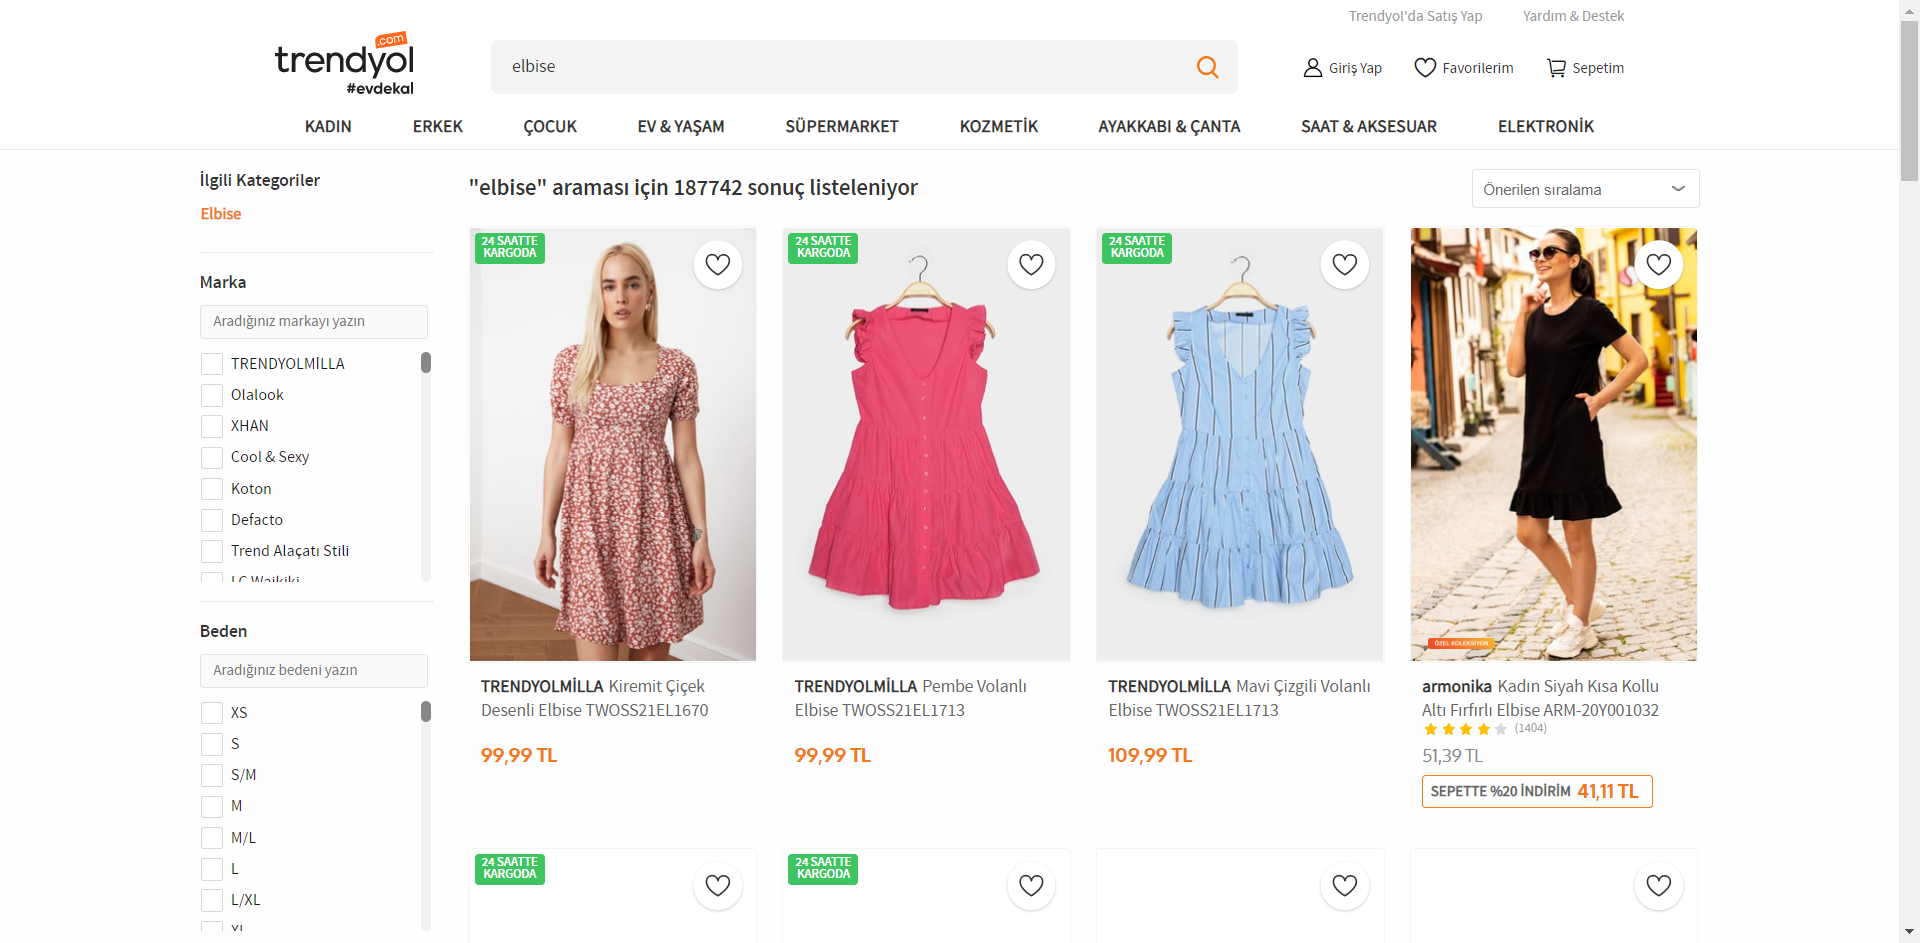 Trendyol'da Satış Yap
Yardım & Destek
.com
trendyol
#evdekal
elbise
Giriş Yap
Favorilerim
Sepetim
KADIN
ERKEK
ÇOCUK
EV & YAŞAM
SÜPERMARKET
KOZMETİK
AYAKKABI & ÇANTA
SAAT & AKSESUAR
ELEKTRONİK
İlgili Kategoriler
Elbise
Marka
Aradığınız markayı yazın
TRENDYOLMİLLA
Olalook
XHAN
Cool & Sexy
Koton
Defacto
Trend Alaçatı Stili
LC Waikiki
Beden
Aradığınız bedeni yazın
XS
S
S/M
M
M/L
L
L/XL
XL
"elbise" araması için 187742 sonuç listeleniyor
Önerilen sıralama
24 SAATTE
KARGODA
TRENDYOLMİLLA Kiremit Çiçek
Desenli Elbise TWOSS21EL1670
99,99 TL
24 SAATTE
KARGODA
TRENDYOLMİLLA Pembe Volanlı
Elbise TWOSS21EL1713
99,99 TL
24 SAATTE
KARGODA
TRENDYOLMİLLA Mavi Çizgili Volanlı
Elbise TWOSS21EL1713
109,99 TL
ÖZEL KOLEKSİYON
armonika Kadın Siyah Kısa Kollu
Altı Fırfırlı Elbise ARM-20Y001032
(1404)
51,39 TL
SEPETTE %20 İNDİRİM 41,11 TL
24 SAATTE
KARGODA
24 SAATTE
KARGODA